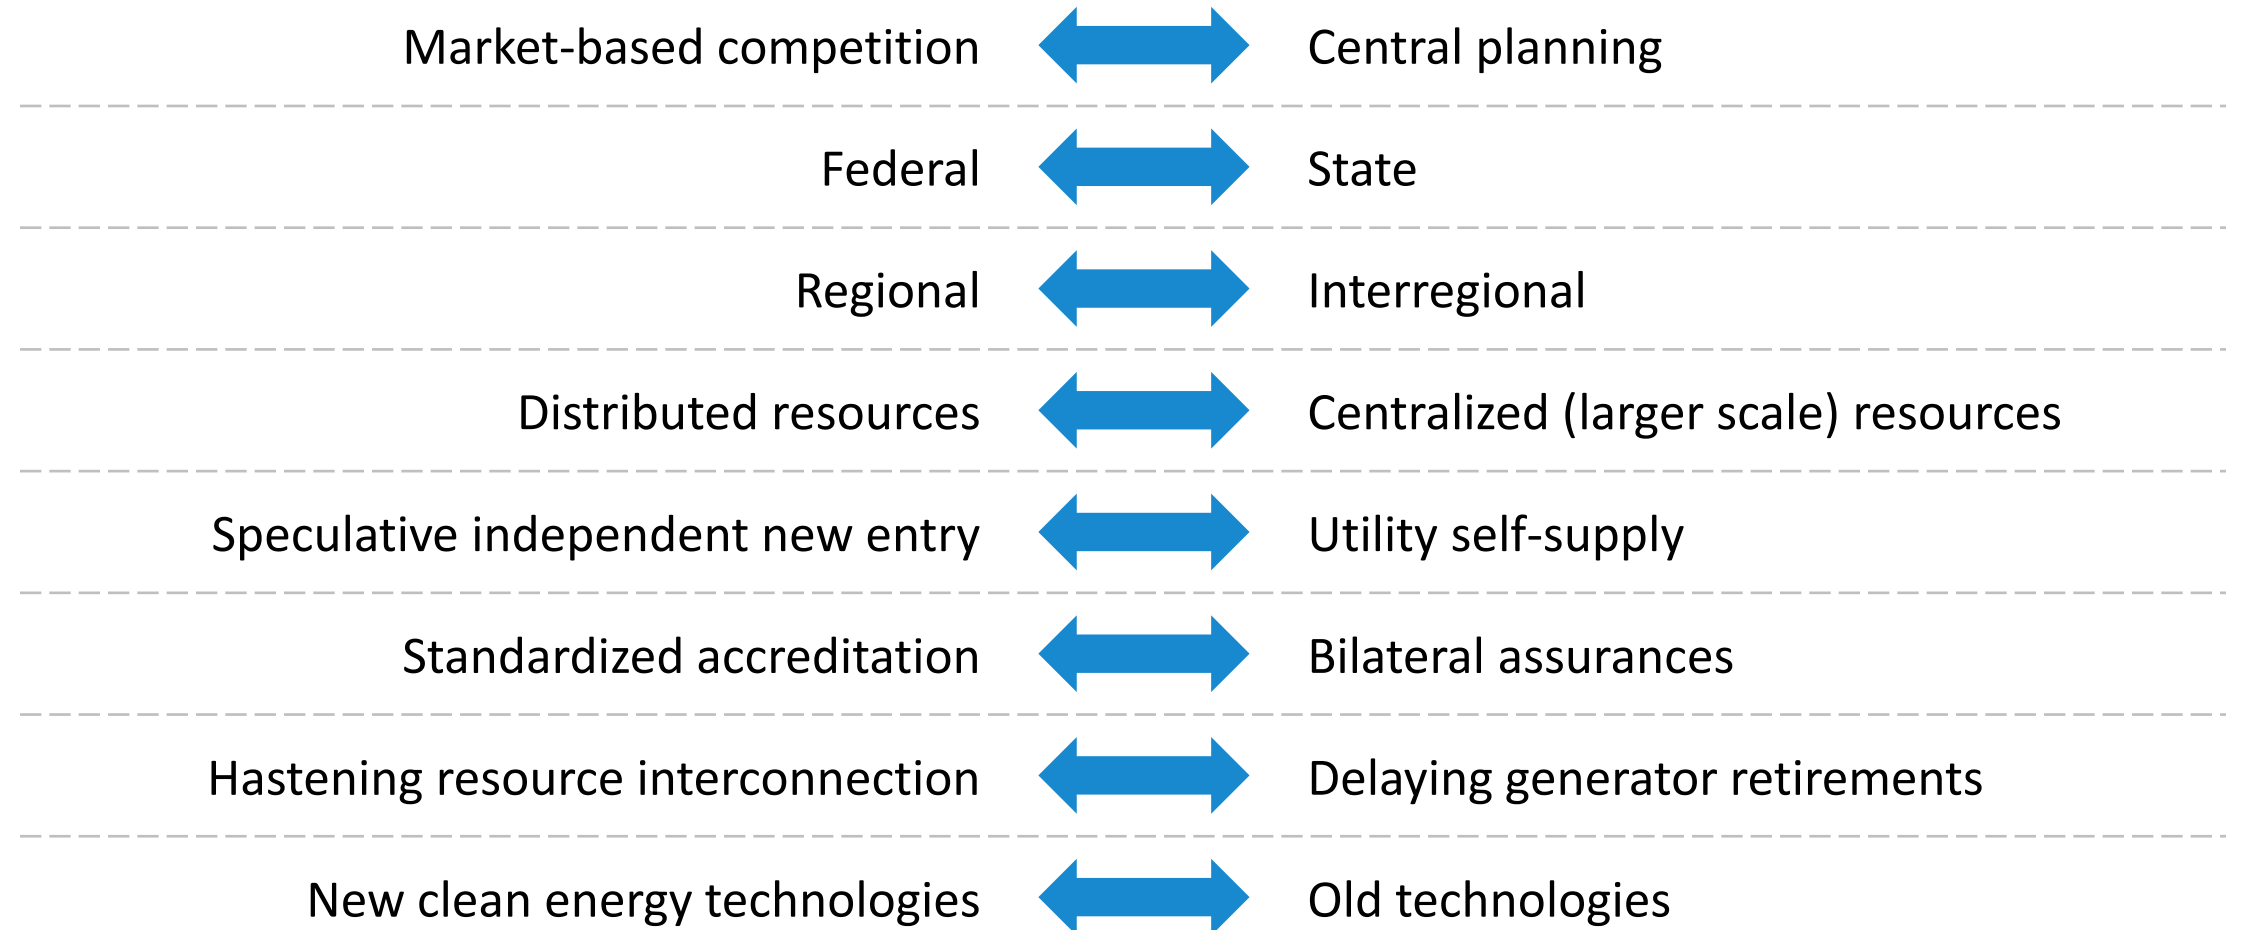 Market-based competition Central planning
Federal State
Regional Interregional
Distributed resources Centralized (larger scale) resources
Speculative independent new entry Utility self-supply
Standardized accreditation Bilateral assurances
Hastening resource interconnection Delaying generator retirements
New clean energy technologies Old technologies